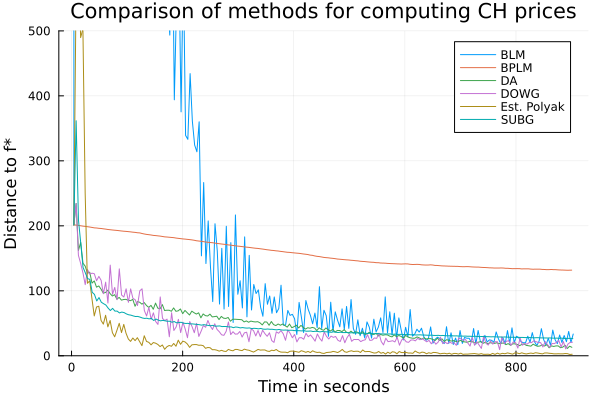 Comparison of methods for computing CH prices
Distance to f*
500
400
300
200
100
0
0 200 400 600 800
Time in seconds
BLM
BPLM
DA
DOWG
Est. Polyak
SUBG